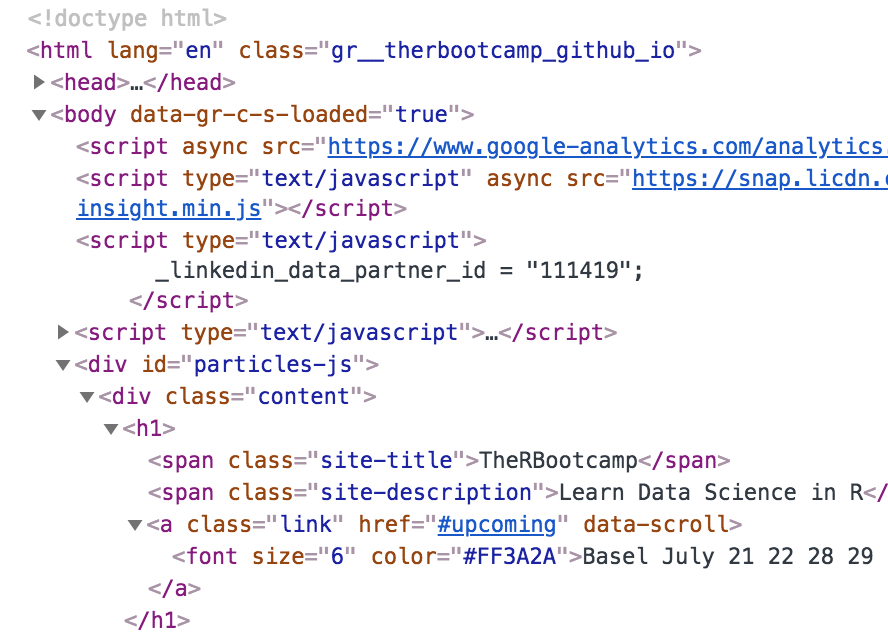 <!doctype html>
<html lang="en" class="gr__therbootcamp_github_io">
<head>…</head>
<body data-gr-c-s-loaded="true">
<script async src="https://www.google-analytics.com/analytics.
<script type="text/javascript" async src="https://snap.licdn.
insight.min.js"></script>
<script type="text/javascript">
_linkedin_data_partner_id = "111419";
</script>
<script type="text/javascript">…</script>
<div id="particles-js">
<div class="content">
<h1>
<span class="site-title">TheRBootcamp</span>
<span class="site-description">Learn Data Science in R</
<a class="link" href="#upcoming" data-scroll>
<font size="6" color="#FF3A2A">Basel July 21 22 28 29
</a>
</h1>